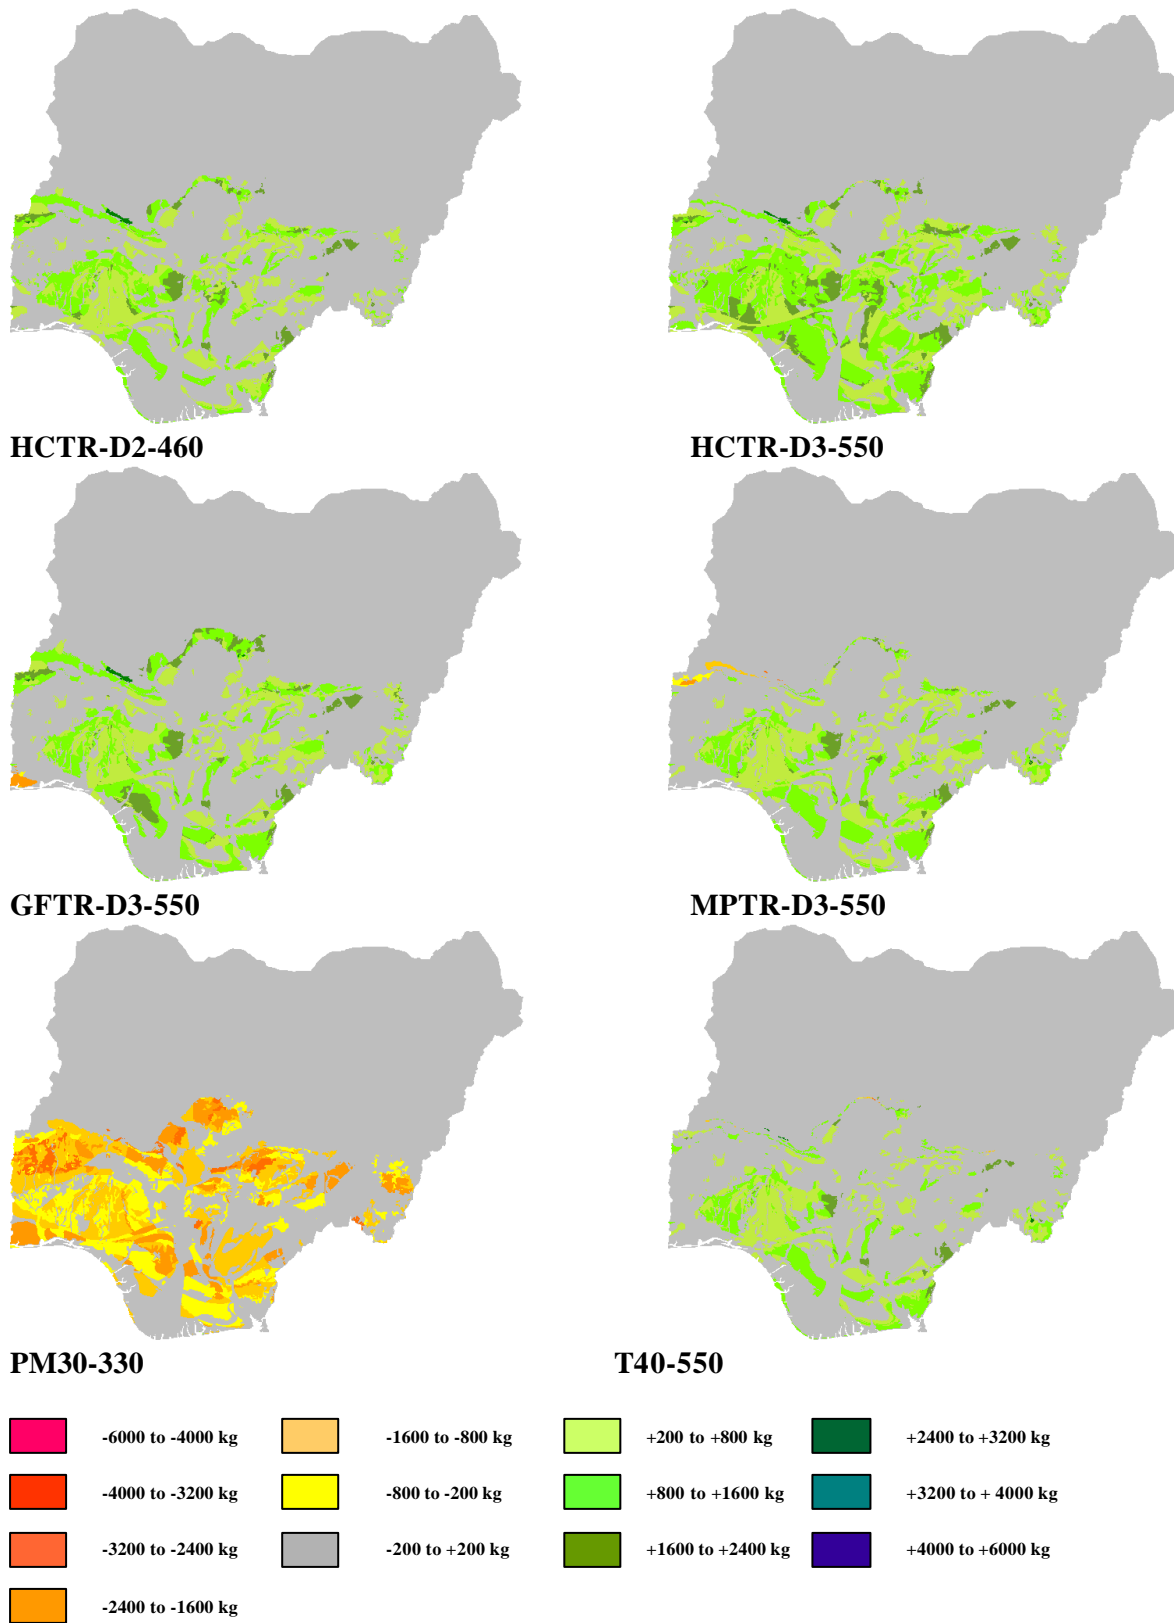 HCTR-D2-460 HCTR-D3-550
GFTR-D3-550 MPTR-D3-550
PM30-330 T40-550
-6000 to -4000 kg -1600 to -800 kg +200 to +800 kg +2400 to +3200 kg
-4000 to -3200 kg -800 to -200 kg +800 to +1600 kg +3200 to + 4000 kg
-3200 to -2400 kg -200 to +200 kg +1600 to +2400 kg +4000 to +6000 kg
-2400 to -1600 kg